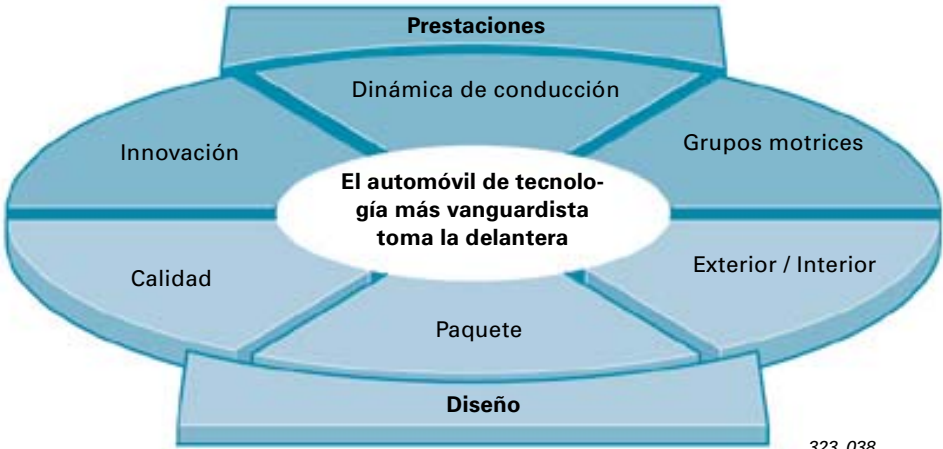 Prestaciones
Dinámica de conducción
Innovación
Grupos motrices
El automóvil de tecnolo-
gía más vanguardista
toma la delantera
Calidad
Exterior / Interior
Paquete
Diseño
323_038